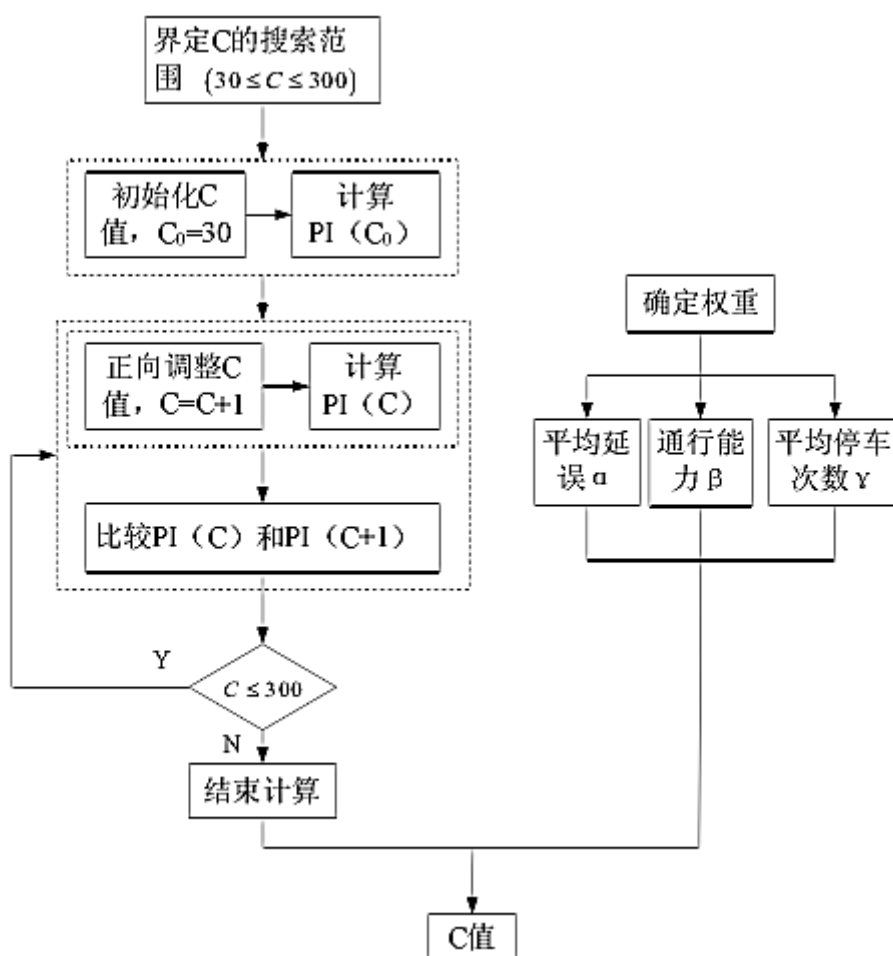 界定C的搜索范
围 (30≤C≤300)
初始化C
值，C₀=30
计算
PI（C₀）
正向调整C
值，C=C+1
计算
PI（C）
比较PI（C）和PI（C+1）
Y
C≤300
N
结束计算
确定权重
平均延
误α
通行能
力β
平均停车
次数γ
C值